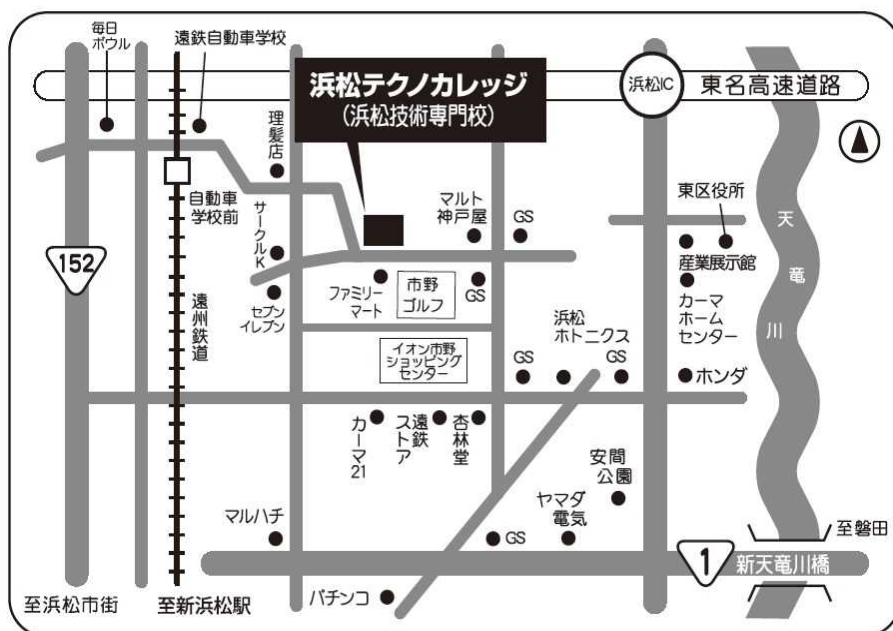 毎日
ボウル
遠鉄自動車学校
浜松テクノカレッジ
(浜松技術専門校)
浜松IC
東名高速道路
理髪店
自動車
学校前
サークルK
マルト
神戸屋
GS
東区役所
天竜川
152
産業展示館
遠州鉄道
セブン
イレブン
ファミリー
マート
市野
ゴルフ
GS
カーマ
ホーム
センター
浜松
ホトニクス
イオン市野
ショッピング
センター
GS
GS
ホンダ
カーマ21
遠鉄
ストア
杏林堂
安間
公園
マルハチ
ヤマダ
電気
GS
至磐田
1
新天竜川橋
至浜松市街
至新浜松駅
パチンコ